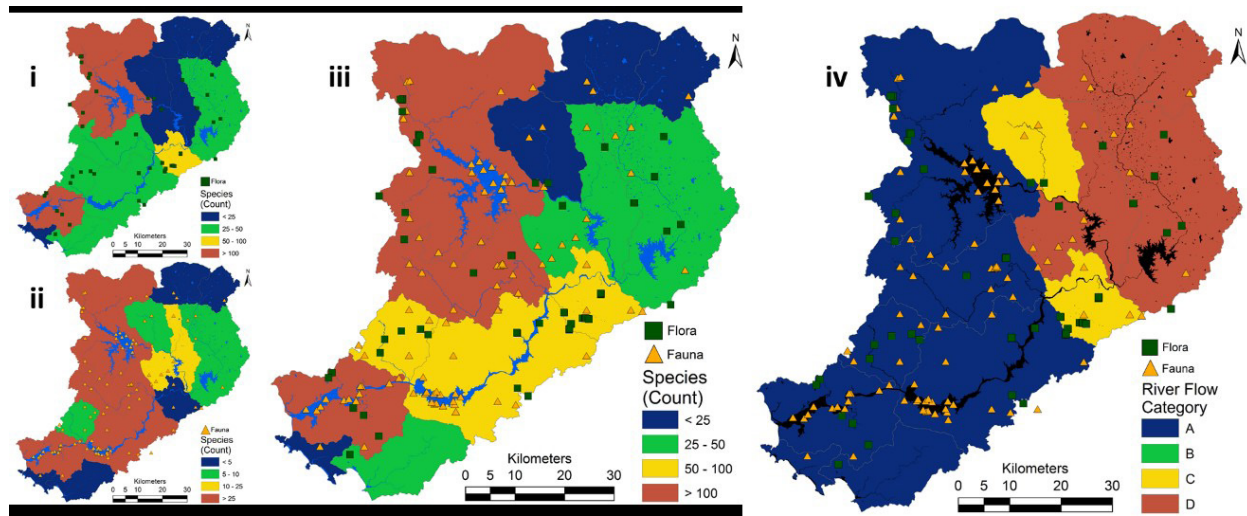 i
N
Flora
Species
(Count)
< 25
25 - 50
50 - 100
> 100
Kilometers
0 5 10 20 30
ii
N
Fauna
Species
(Count)
< 5
5 - 10
10 - 25
> 25
Kilometers
0 5 10 20 30
iii
N
Flora
Fauna
Species
(Count)
< 25
25 - 50
50 - 100
> 100
Kilometers
0 5 10 20 30
iv
N
Flora
Fauna
River Flow
Category
A
B
C
D
Kilometers
0 5 10 20 30